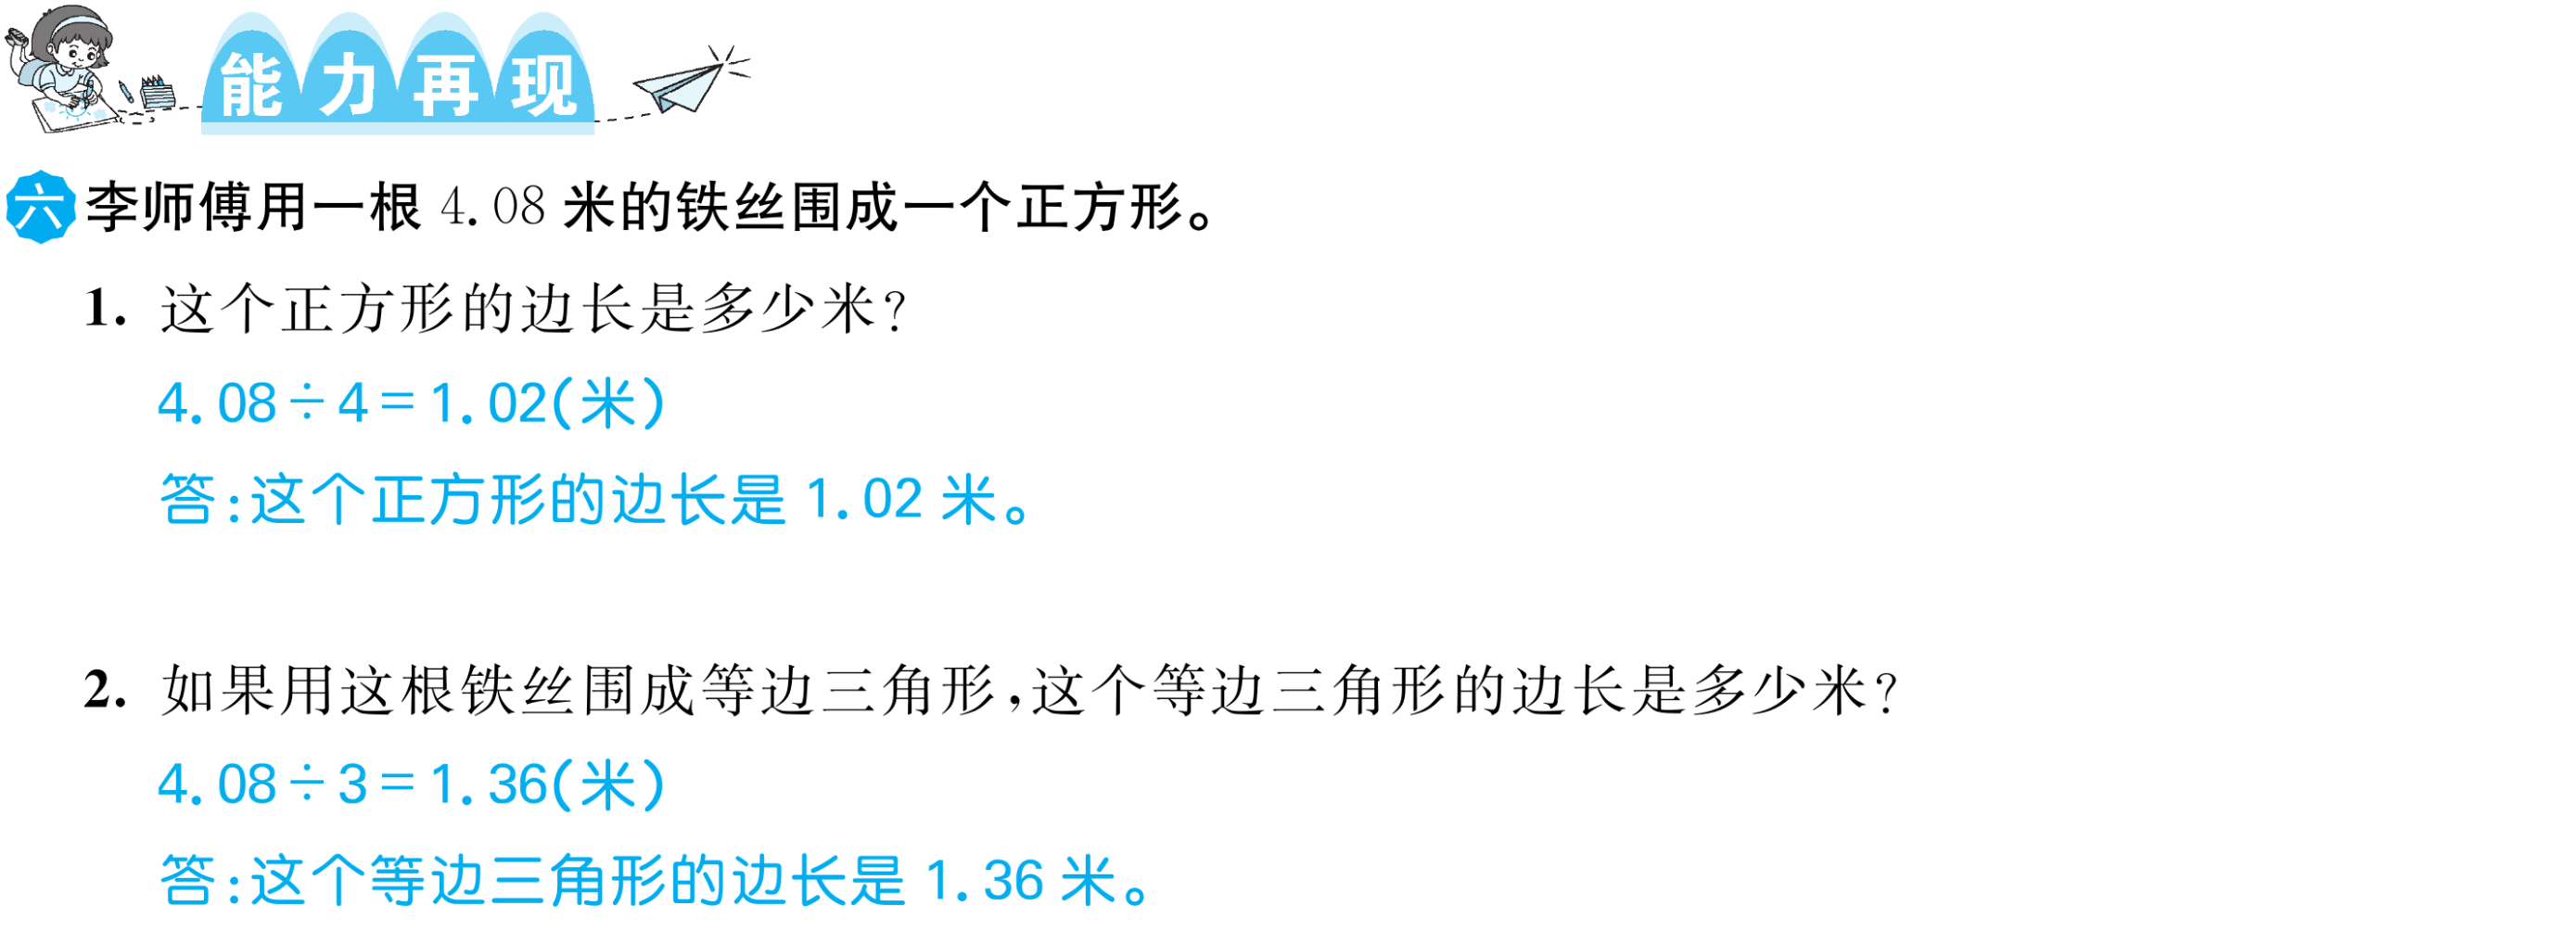 能力再现
六 李师傅用一根 4.08 米的铁丝围成一个正方形。
1. 这个正方形的边长是多少米?
4.08÷4=1.02(米)
答:这个正方形的边长是 1.02 米。
2. 如果用这根铁丝围成等边三角形,这个等边三角形的边长是多少米?
4.08÷3=1.36(米)
答:这个等边三角形的边长是 1.36 米。